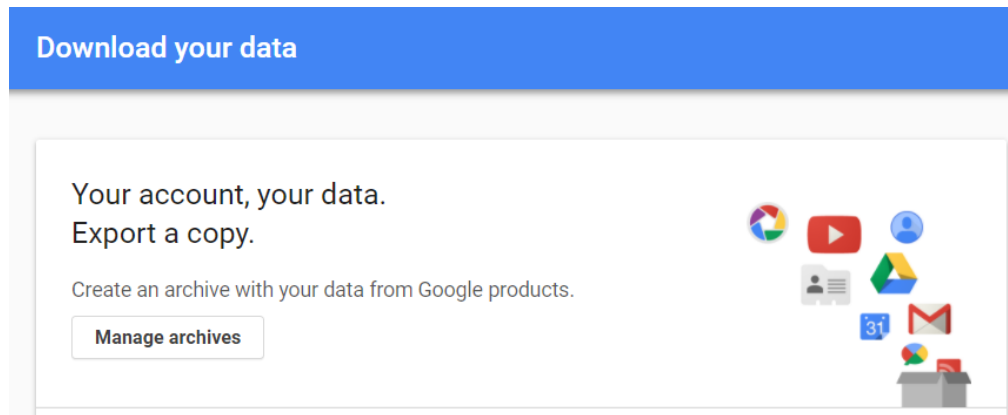 Download your data
Your account, your data.
Export a copy.
Create an archive with your data from Google products.
Manage archives
31